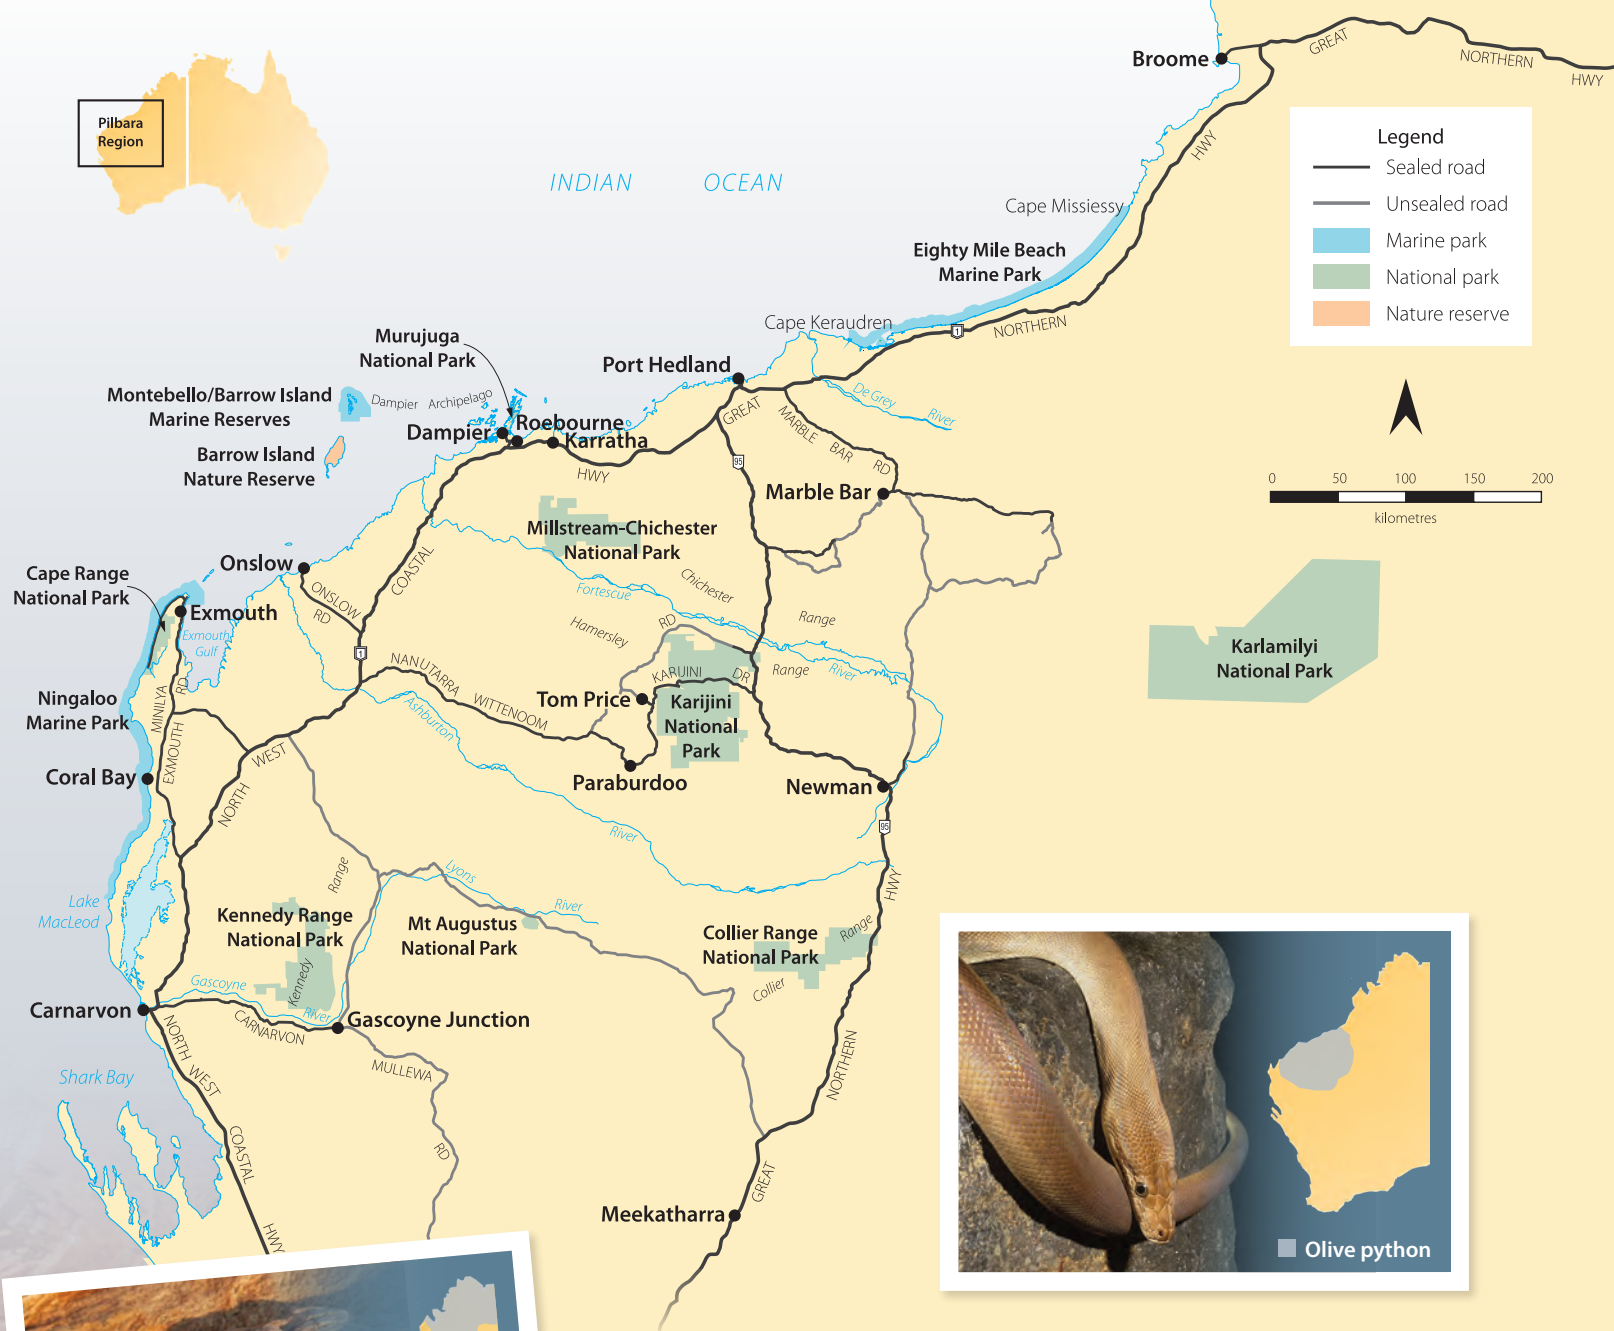 Broome
GREAT
NORTHERN
HWY
HWY
Pilbara
Region
Legend
Sealed road
Unsealed road
Marine park
National park
Nature reserve
INDIAN OCEAN
Cape Missiessy
Eighty Mile Beach
Marine Park
Cape Keraudren
1
NORTHERN
Murujuga
National Park
Port Hedland
Montebello/Barrow Island
Marine Reserves
Dampier Archipelago
De Grey
River
GREAT
MARBLE
BAR
RD
Dampier
Roebourne
Karratha
Barrow Island
Nature Reserve
HWY
95
Marble Bar
0 50 100 150 200
kilometres
Millstream-Chichester
National Park
Onslow
COASTAL
Chichester
Range
Cape Range
National Park
ONSLOW
RD
Fortescue
Exmouth
Exmouth
Gulf
Hamersley
RD
Range
River
Karlamilyi
National Park
1
NANUTARRA
WITTENOOM
KARIJINI
DR
Ningaloo
Marine Park
MINILYA
RD
EXMOUTH
Tom Price
Karijini
National
Park
Ashburton
WEST
Coral Bay
NORTH
Paraburdoo
Newman
95
River
Range
Lyons
River
HWY
Lake
MacLeod
Kennedy Range
National Park
Mt Augustus
National Park
Collier Range
National Park
Range
Kennedy
Collier
Gascoyne
River
Carnarvon
CARNARVON
Gascoyne Junction
NORTH
WEST
MULLEWA
NORTHERN
Shark Bay
COASTAL
RD
GREAT
Meekatharra
HWY
Olive python